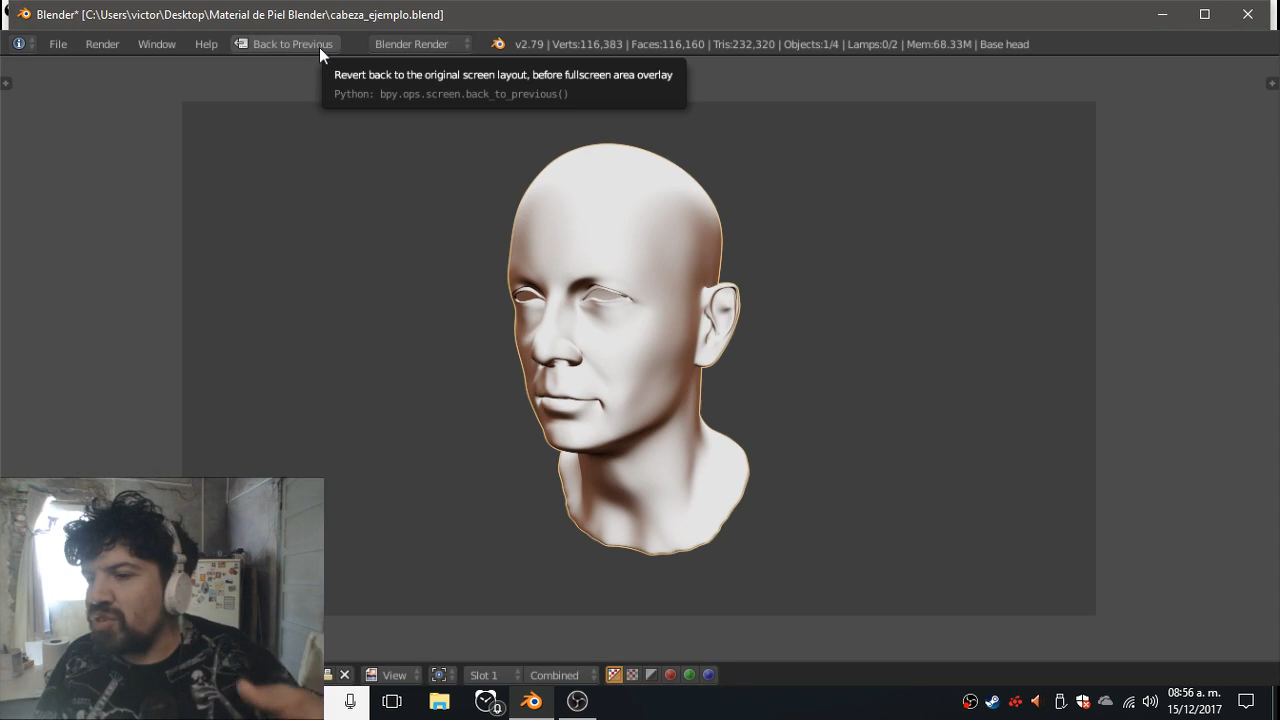 Blender* [C:\Users\victor\Desktop\Material de Piel Blender\cabeza_ejemplo.blend]
File Render Window Help Back to Previous Blender Render v2.79 | Verts:116,383 | Faces:116,160 | Tris:232,320 | Objects:1/4 | Lamps:0/2 | Mem:68.33M | Base head
Revert back to the original screen layout, before fullscreen area overlay
Python: bpy.ops.screen.back_to_previous()
View Slot 1 Combined
08:56 a. m.
15/12/2017